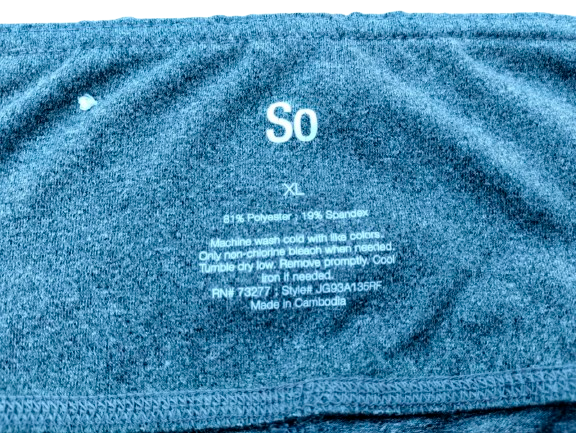 So
XL
81% Polyester ; 19% Spandex
Machine wash cold with like colors.
Only non-chlorine bleach when needed.
Tumble dry low. Remove promptly. Cool
iron if needed.
RN# 73277 ; Style# JG93A135RF
Made in Cambodia